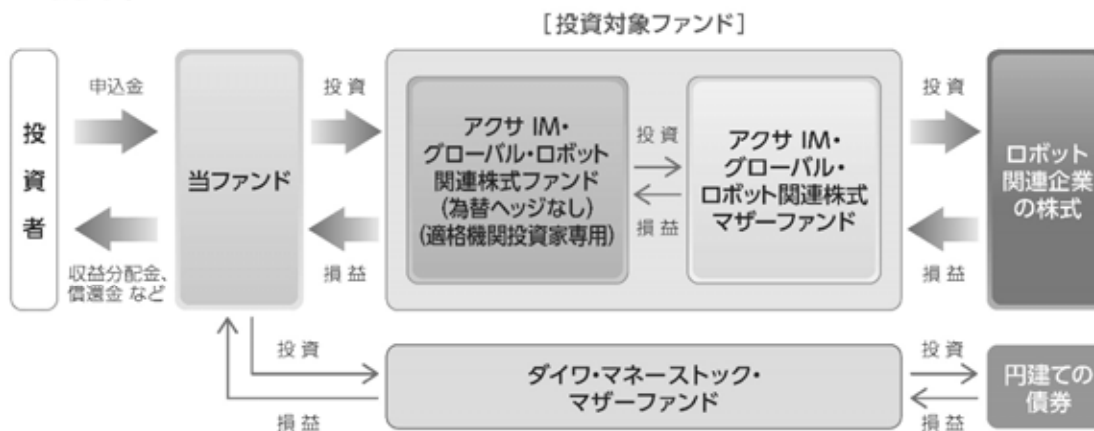 [投資対象ファンド]
投資者
申込金
収益分配金、
償還金 など
当ファンド
投資
損益
アクサ IM・
グローバル・ロボット
関連株式ファンド
(為替ヘッジなし)
(適格機関投資家専用)
投資
損益
アクサ IM・
グローバル・
ロボット関連株式
マザーファンド
投資
損益
ロボット
関連企業
の株式
投資
損益
ダイワ・マネーストック・
マザーファンド
投資
損益
円建ての
債券